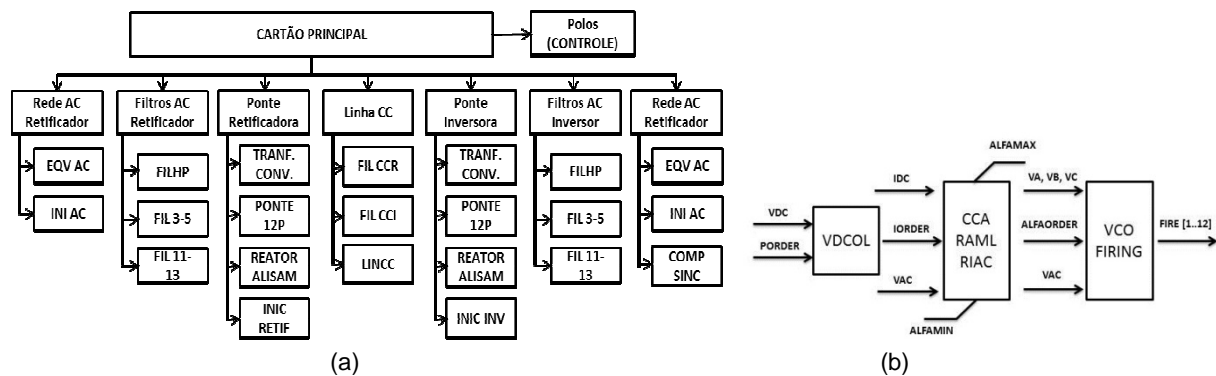 CARTÃO PRINCIPAL
Polos
(CONTROLE)
Rede AC
Retificador
EQV AC
INI AC
Filtros AC
Retificador
FILHP
FIL 3-5
FIL 11-
13
Ponte
Retificadora
TRANF.
CONV.
PONTE
12P
REATOR
ALISAM
INIC
RETIF
Linha CC
FIL CCR
FIL CCI
LINCC
Ponte
Inversora
TRANF.
CONV.
PONTE
12P
REATOR
ALISAM
INIC INV
Filtros AC
Inversor
FILHP
FIL 3-5
FIL 11-
13
Rede AC
Retificador
EQV AC
INI AC
COMP
SINC
(a)
VDC
PORDER
VDCOL
IDC
IORDER
VAC
ALFAMAX
CCA
RAML
RIAC
ALFAMIN
VA, VB, VC
ALFAORDER
VAC
VCO
FIRING
FIRE [1..12]
(b)